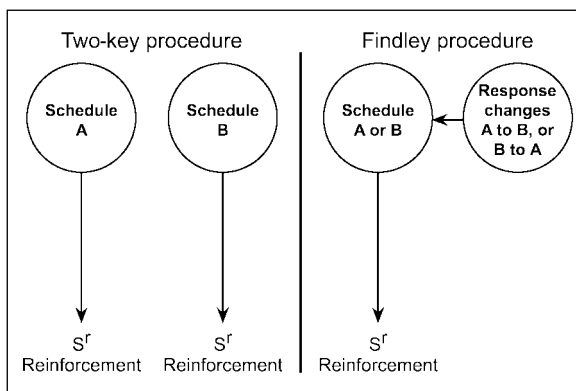 Two-key procedure
Schedule
A
Schedule
B
Sʳ
Reinforcement
Sʳ
Reinforcement
Findley procedure
Schedule
A or B
Response
changes
A to B, or
B to A
Sʳ
Reinforcement